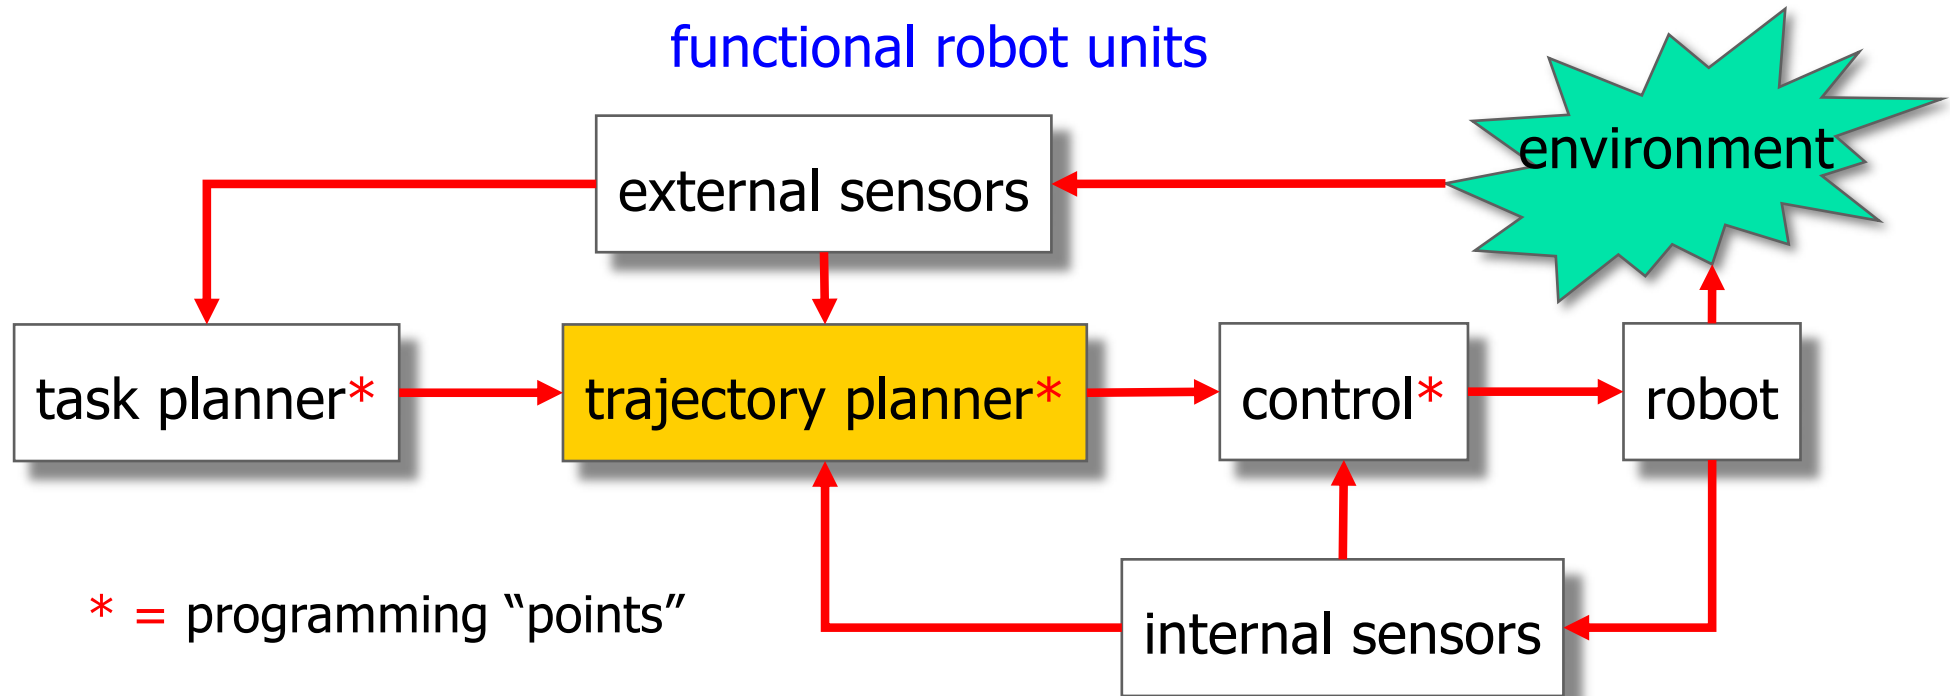 functional robot units
environment
external sensors
task planner*
trajectory planner*
control*
robot
* = programming “points”
internal sensors